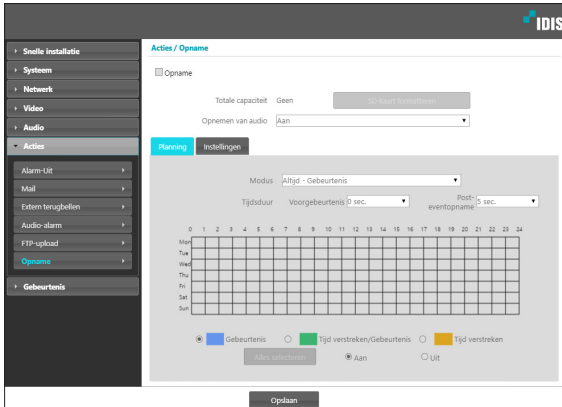 IDIS
Snelle installatie
Systeem
Netwerk
Video
Audio
Acties
Alarm-Uit
Mail
Extern terugbellen
Audio-alarm
FTP-upload
Opname
Gebeurtenis
Acties / Opname
Opname
Totale capaciteit Geen SD-kaart formatteren
Opnemen van audio Aan
Planning Instellingen
Modus Altijd - Gebeurtenis
Tijdsduur Voorgebeurtenis 0 sec. Post-eventopname 5 sec.
0 1 2 3 4 5 6 7 8 9 10 11 12 13 14 15 16 17 18 19 20 21 22 23 24
Mon
Tue
Wed
Thu
Fri
Sat
Sun
Gebeurtenis Tijd verstreken/Gebeurtenis Tijd verstreken
Alles selecteren Aan Uit
Opslaan